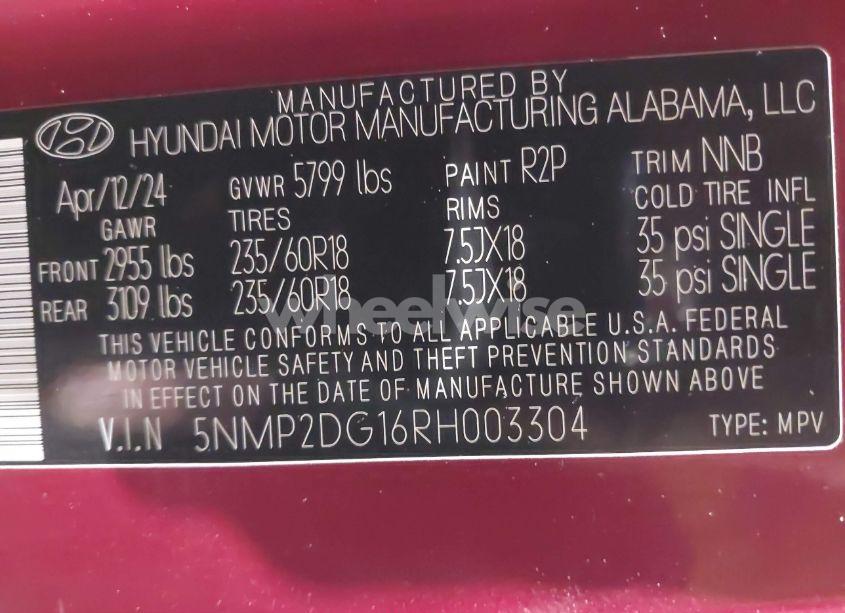 MANUFACTURED BY
HYUNDAI MOTOR MANUFACTURING ALABAMA, LLC
Apr/12/24 GVWR 5799 lbs PAINT R2P TRIM NNB
GAWR TIRES RIMS COLD TIRE INFL
FRONT 2955 lbs 235/60R18 7.5JX18 35 psi SINGLE
REAR 3109 lbs 235/60R18 7.5JX18 35 psi SINGLE
wheelwise
THIS VEHICLE CONFORMS TO ALL APPLICABLE U.S.A. FEDERAL
MOTOR VEHICLE SAFETY AND THEFT PREVENTION STANDARDS
IN EFFECT ON THE DATE OF MANUFACTURE SHOWN ABOVE
V.I.N 5NMP2DG16RH003304 TYPE: MPV